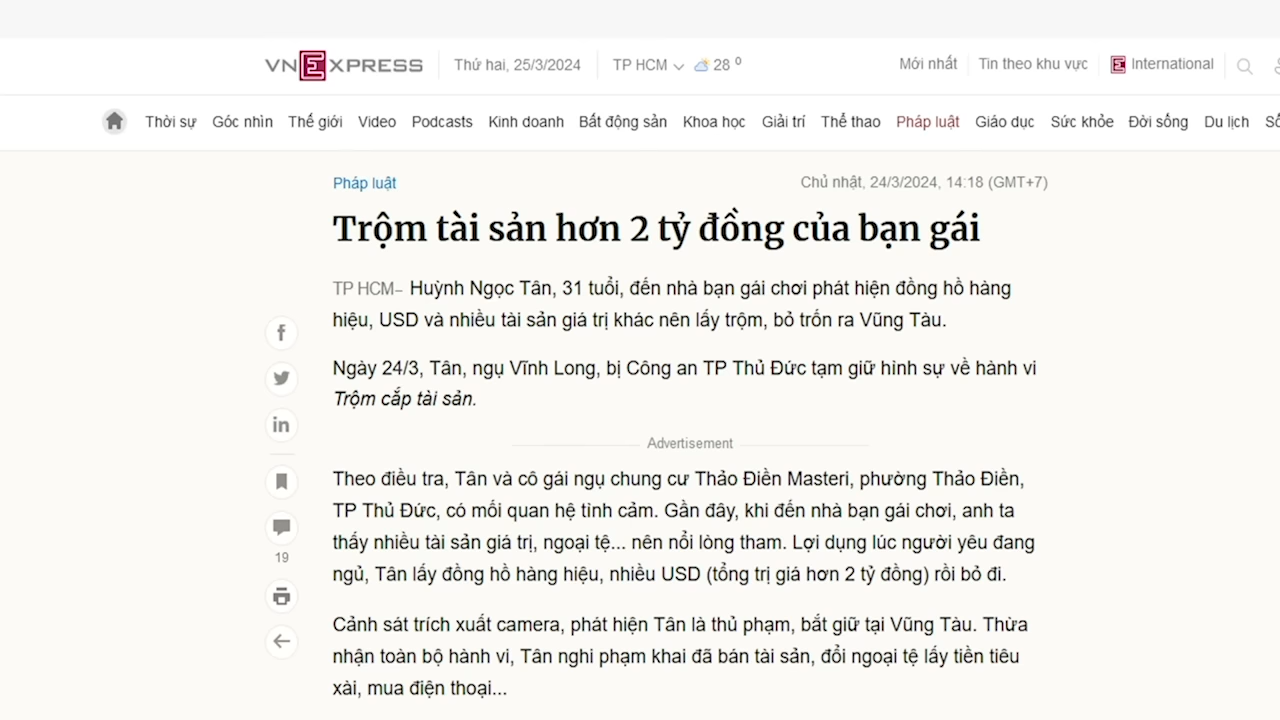 VNEXPRESS
Thứ hai, 25/3/2024
TP HCM
28 ⁰
Mới nhất
Tin theo khu vực
E International
Thời sự Góc nhìn Thế giới Video Podcasts Kinh doanh Bất động sản Khoa học Giải trí Thể thao Pháp luật Giáo dục Sức khỏe Đời sống Du lịch Số
Pháp luật
Chủ nhật, 24/3/2024, 14:18 (GMT+7)
Trộm tài sản hơn 2 tỷ đồng của bạn gái
TP HCM– Huỳnh Ngọc Tân, 31 tuổi, đến nhà bạn gái chơi phát hiện đồng hồ hàng
hiệu, USD và nhiều tài sản giá trị khác nên lấy trộm, bỏ trốn ra Vũng Tàu.
Ngày 24/3, Tân, ngụ Vĩnh Long, bị Công an TP Thủ Đức tạm giữ hình sự về hành vi
Trộm cắp tài sản.
Advertisement
Theo điều tra, Tân và cô gái ngụ chung cư Thảo Điền Masteri, phường Thảo Điền,
TP Thủ Đức, có mối quan hệ tình cảm. Gần đây, khi đến nhà bạn gái chơi, anh ta
thấy nhiều tài sản giá trị, ngoại tệ... nên nổi lòng tham. Lợi dụng lúc người yêu đang
ngủ, Tân lấy đồng hồ hàng hiệu, nhiều USD (tổng trị giá hơn 2 tỷ đồng) rồi bỏ đi.
19
Cảnh sát trích xuất camera, phát hiện Tân là thủ phạm, bắt giữ tại Vũng Tàu. Thừa
nhận toàn bộ hành vi, Tân nghi phạm khai đã bán tài sản, đổi ngoại tệ lấy tiền tiêu
xài, mua điện thoại...